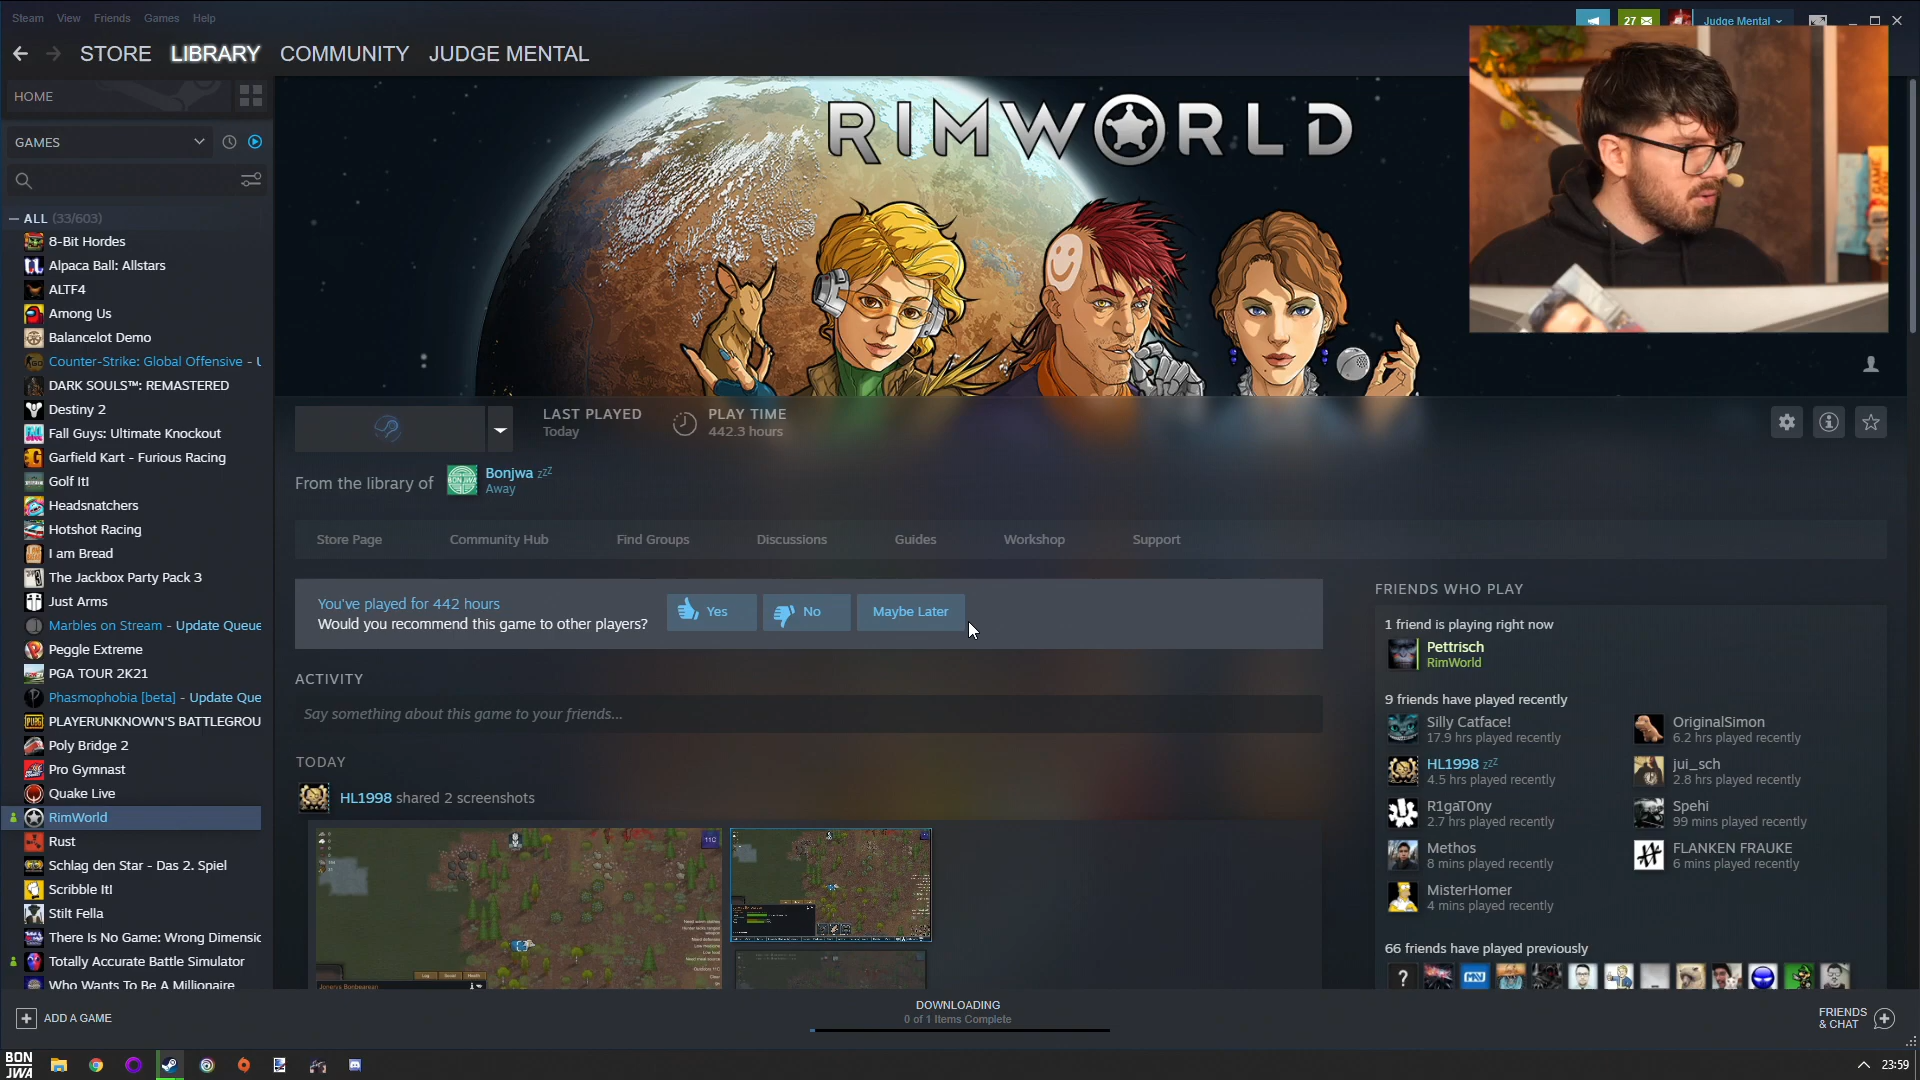 Steam View Friends Games Help
27
Judge Mental
STORE LIBRARY COMMUNITY JUDGE MENTAL
HOME
GAMES
ALL (33/603)
8-Bit Hordes
Alpaca Ball: Allstars
ALTF4
Among Us
Balancelot Demo
Counter-Strike: Global Offensive - U
DARK SOULS™: REMASTERED
Destiny 2
Fall Guys: Ultimate Knockout
Garfield Kart - Furious Racing
Golf It!
Headsnatchers
Hotshot Racing
I am Bread
The Jackbox Party Pack 3
Just Arms
Marbles on Stream - Update Queue
Peggle Extreme
PGA TOUR 2K21
Phasmophobia [beta] - Update Que
PLAYERUNKNOWN'S BATTLEGROU
Poly Bridge 2
Pro Gymnast
Quake Live
RimWorld
Rust
Schlag den Star - Das 2. Spiel
Scribble It!
Stilt Fella
There Is No Game: Wrong Dimensic
Totally Accurate Battle Simulator
Who Wants To Be A Millionaire
ADD A GAME
RIMWORLD
LAST PLAYED
Today
PLAY TIME
442.3 hours
From the library of
Bonjwa zzZ
Away
Store Page Community Hub Find Groups Discussions Guides Workshop Support
You've played for 442 hours
Would you recommend this game to other players?
Yes No Maybe Later
ACTIVITY
Say something about this game to your friends...
TODAY
HL1998 shared 2 screenshots
11C
FRIENDS WHO PLAY
1 friend is playing right now
Pettrisch
RimWorld
9 friends have played recently
Silly Catface!
17.9 hrs played recently
OriginalSimon
6.2 hrs played recently
HL1998 zzZ
4.5 hrs played recently
jui_sch
2.8 hrs played recently
R1gaT0ny
2.7 hrs played recently
Spehi
99 mins played recently
Methos
8 mins played recently
FLANKEN FRAUKE
6 mins played recently
MisterHomer
4 mins played recently
66 friends have played previously
DOWNLOADING
0 of 1 Items Complete
FRIENDS
& CHAT
BON
JWA
23:59